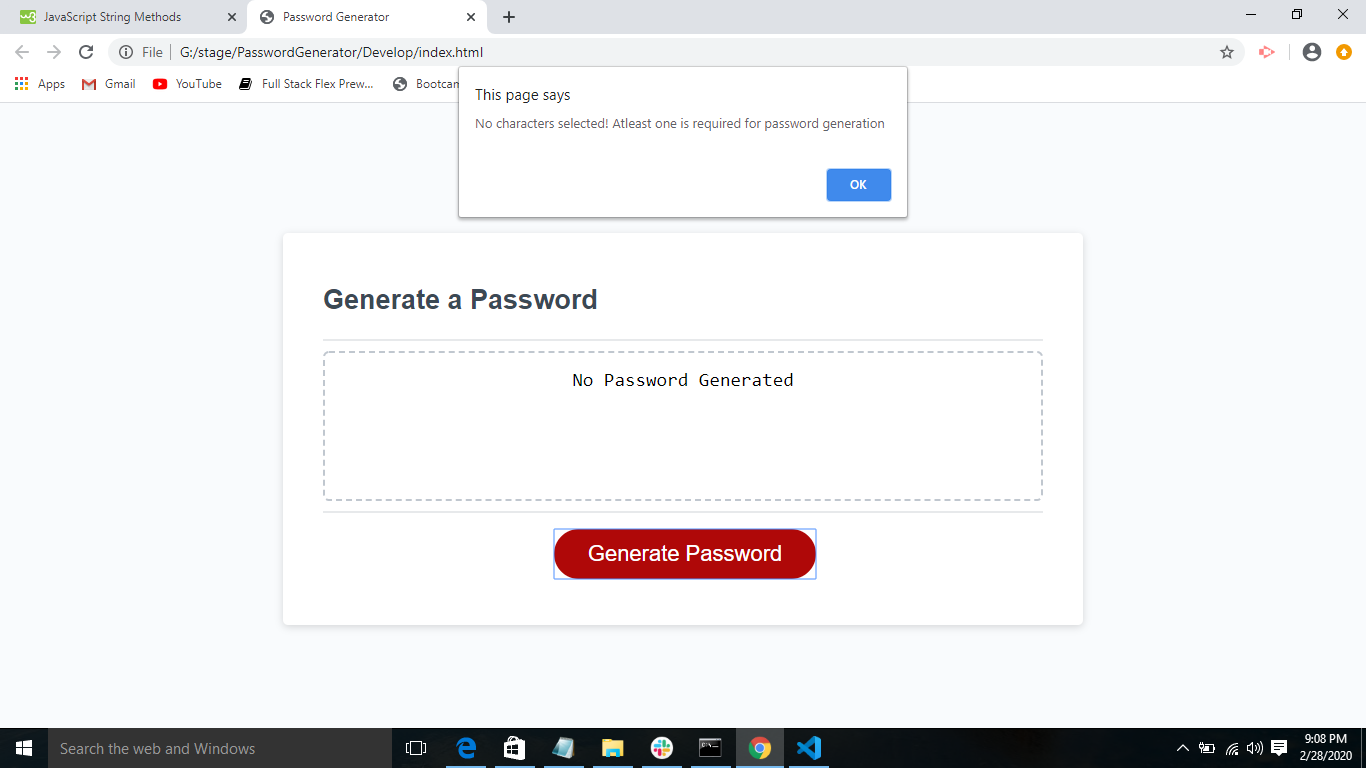 JavaScript String Methods
Password Generator
File
G:/stage/PasswordGenerator/Develop/index.html
Apps
Gmail
YouTube
Full Stack Flex Prew...
Bootcam
This page says
No characters selected! Atleast one is required for password generation
OK
Generate a Password
No Password Generated
Generate Password
Search the web and Windows
9:08 PM
2/28/2020